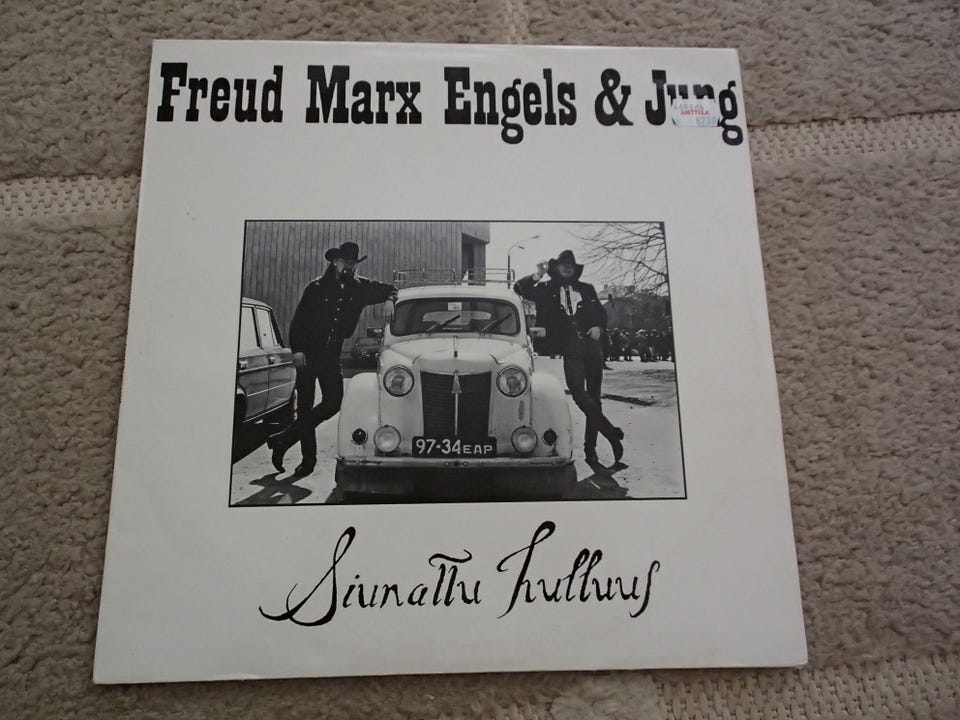 Freud Marx Engels & Jung
ANTTILA
97-34 EAP
Siunattu hulluus